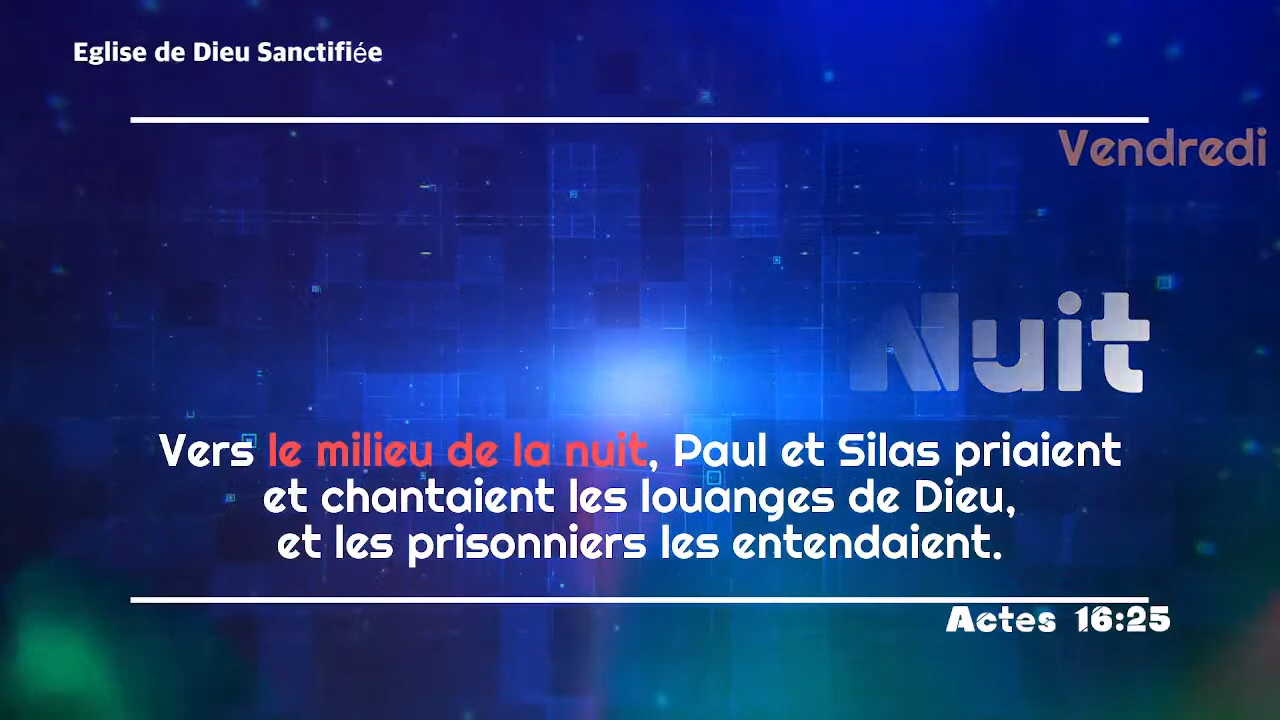 Eglise de Dieu Sanctifiée
Vendredi
Nuit
Vers le milieu de la nuit, Paul et Silas priaient
et chantaient les louanges de Dieu,
et les prisonniers les entendaient.
Actes 16:25